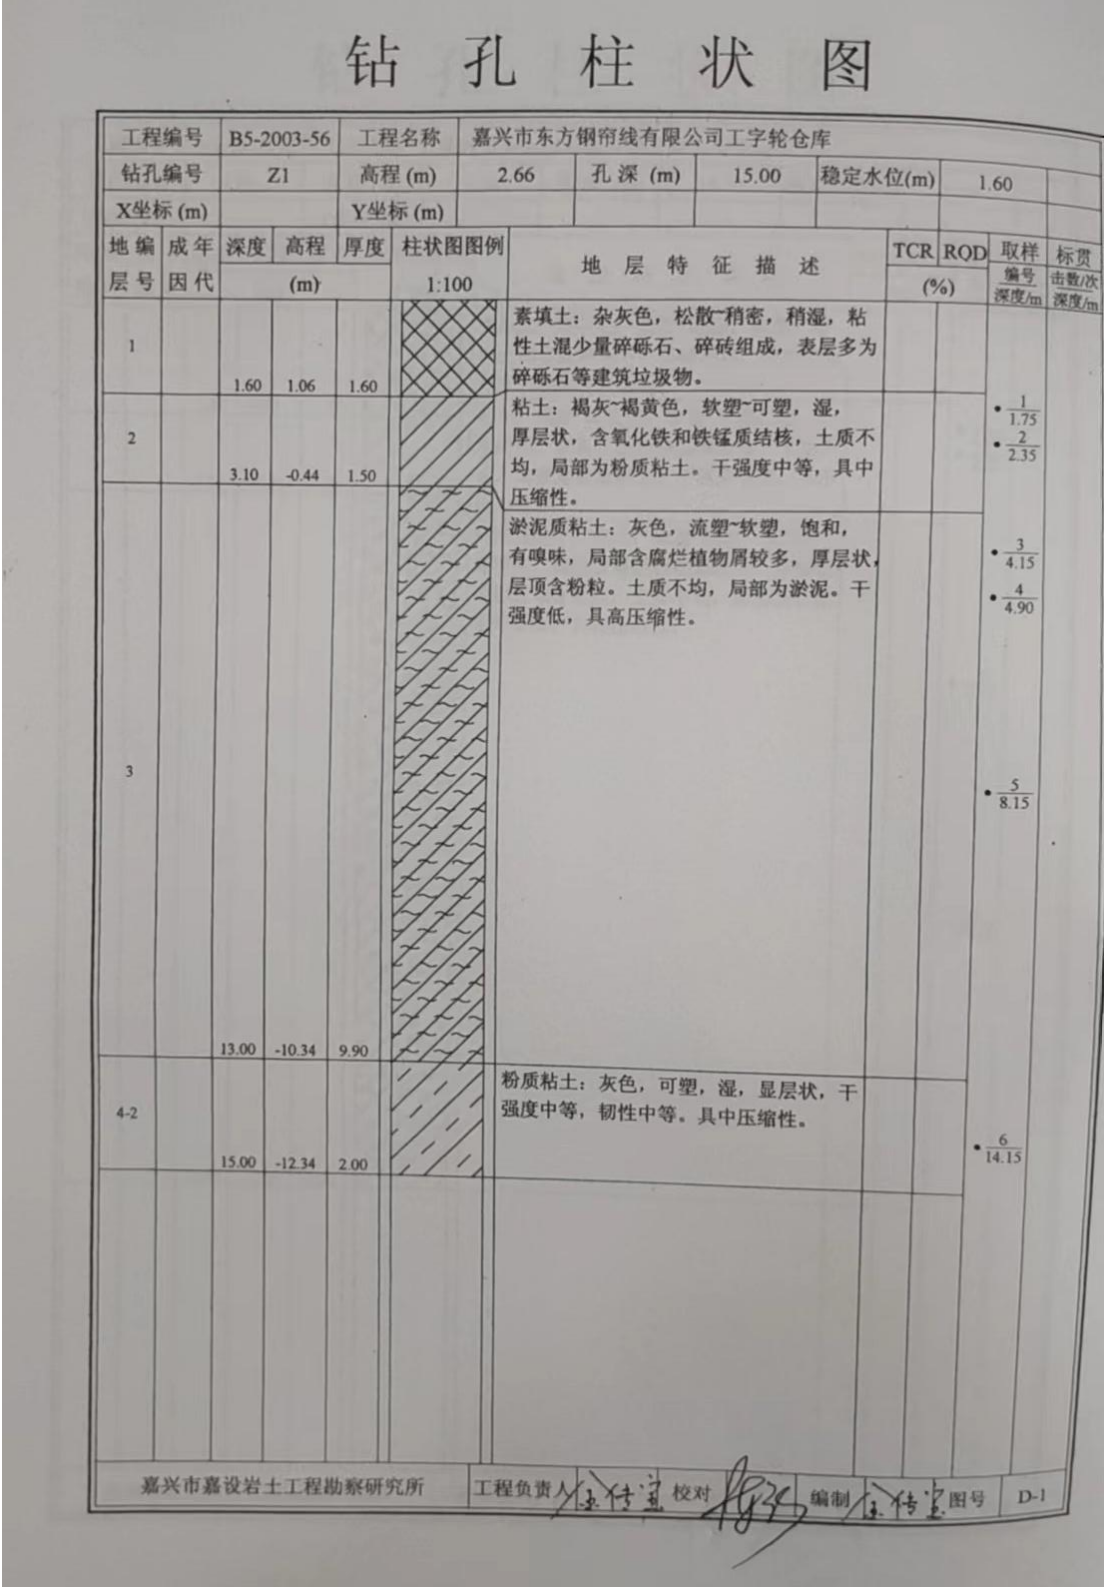 钻孔柱状图
工程编号 B5-2003-56 工程名称 嘉兴市东方钢帘线有限公司工字轮仓库
钻孔编号 Z1 高程(m) 2.66 孔深(m) 15.00 稳定水位(m) 1.60
X坐标(m) Y坐标(m)
地编 成年 深度 高程 厚度 柱状图图例 地层特征描述 TCR RQD 取样 标贯
层号 因代 (m) 1:100 (%) 编号 击数/次
深度/m 深度/m
素填土：杂灰色，松散~稍密，稍湿，粘
1 性土混少量碎砾石、碎砖组成，表层多为
1.60 1.06 1.60 碎砾石等建筑垃圾物。
粘土：褐灰~褐黄色，软塑~可塑，湿， 1
1.75
2 厚层状，含氧化铁和铁锰质结核，土质不 2
2.35
3.10 -0.44 1.50 均，局部为粉质粘土。干强度中等，具中
压缩性。
淤泥质粘土：灰色，流塑~软塑，饱和，
有嗅味，局部含腐烂植物屑较多，厚层状， 3
4.15
层顶含粉粒。土质不均，局部为淤泥。干 4
4.90
强度低，具高压缩性。
3 5
8.15
13.00 -10.34 9.90
粉质粘土：灰色，可塑，湿，显层状，干
4-2 强度中等，韧性中等。具中压缩性。
6
14.15
15.00 -12.34 2.00
嘉兴市嘉设岩土工程勘察研究所 工程负责人 校对 编制 图号 D-1